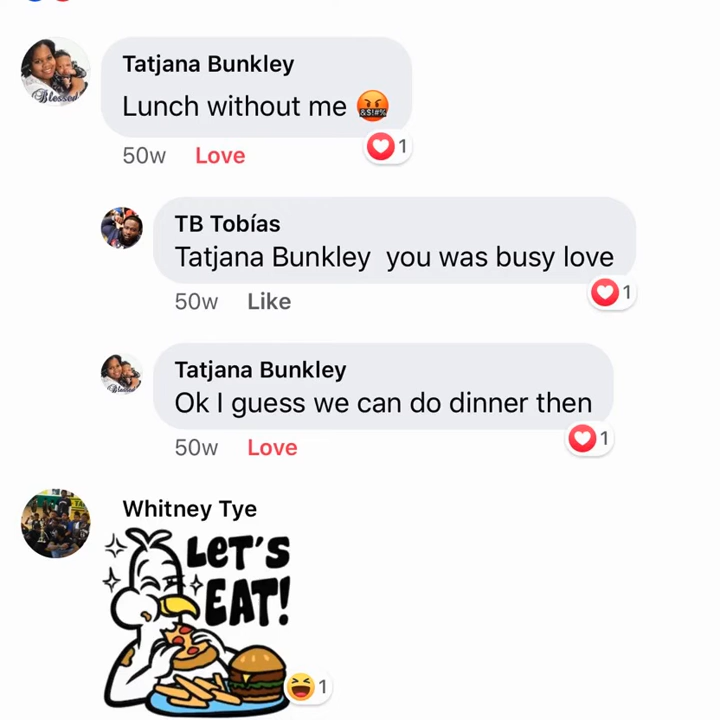 Tatjana Bunkley
Lunch without me
50w Love
1
TB Tobías
Tatjana Bunkley you was busy love
50w Like
1
Tatjana Bunkley
Ok I guess we can do dinner then
50w Love
1
Whitney Tye
LET'S
EAT!
1
Blessed